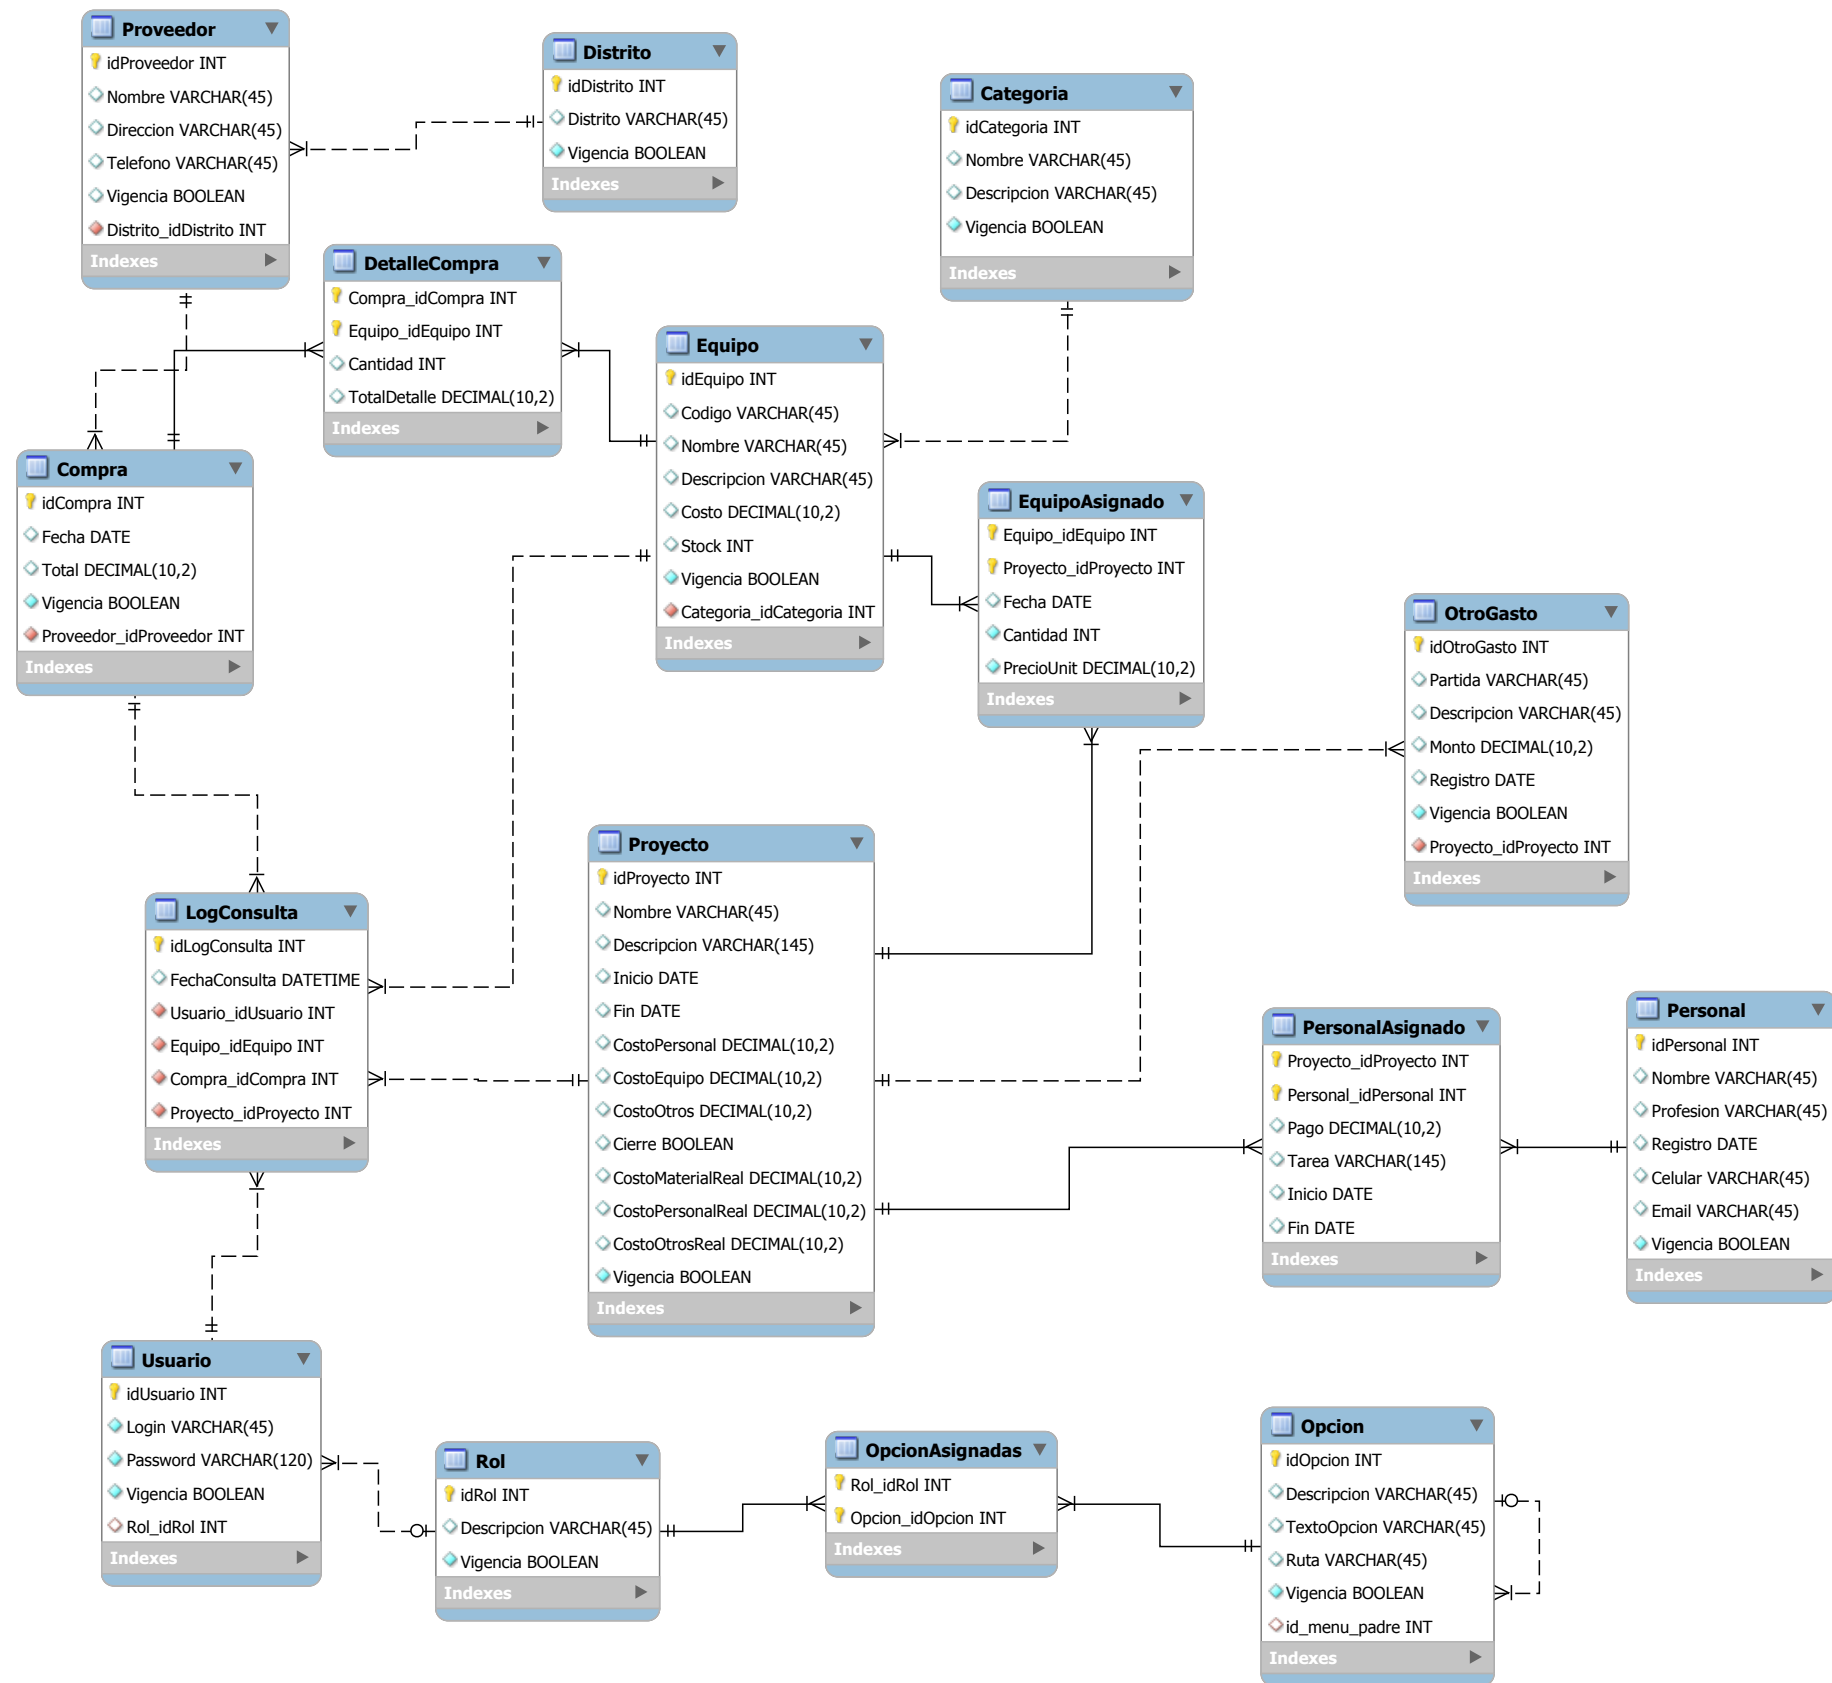 Proveedor
idProveedor INT
Nombre VARCHAR(45)
Direccion VARCHAR(45)
Telefono VARCHAR(45)
Vigencia BOOLEAN
Distrito_idDistrito INT
Indexes
Distrito
idDistrito INT
Distrito VARCHAR(45)
Vigencia BOOLEAN
Indexes
Categoria
idCategoria INT
Nombre VARCHAR(45)
Descripcion VARCHAR(45)
Vigencia BOOLEAN
Indexes
DetalleCompra
Compra_idCompra INT
Equipo_idEquipo INT
Cantidad INT
TotalDetalle DECIMAL(10,2)
Indexes
Equipo
idEquipo INT
Codigo VARCHAR(45)
Nombre VARCHAR(45)
Descripcion VARCHAR(45)
Costo DECIMAL(10,2)
Stock INT
Vigencia BOOLEAN
Categoria_idCategoria INT
Indexes
Compra
idCompra INT
Fecha DATE
Total DECIMAL(10,2)
Vigencia BOOLEAN
Proveedor_idProveedor INT
Indexes
EquipoAsignado
Equipo_idEquipo INT
Proyecto_idProyecto INT
Fecha DATE
Cantidad INT
PrecioUnit DECIMAL(10,2)
Indexes
OtroGasto
idOtroGasto INT
Partida VARCHAR(45)
Descripcion VARCHAR(45)
Monto DECIMAL(10,2)
Registro DATE
Vigencia BOOLEAN
Proyecto_idProyecto INT
Indexes
Proyecto
idProyecto INT
Nombre VARCHAR(45)
Descripcion VARCHAR(145)
Inicio DATE
Fin DATE
CostoPersonal DECIMAL(10,2)
CostoEquipo DECIMAL(10,2)
CostoOtros DECIMAL(10,2)
Cierre BOOLEAN
CostoMaterialReal DECIMAL(10,2)
CostoPersonalReal DECIMAL(10,2)
CostoOtrosReal DECIMAL(10,2)
Vigencia BOOLEAN
Indexes
LogConsulta
idLogConsulta INT
FechaConsulta DATETIME
Usuario_idUsuario INT
Equipo_idEquipo INT
Compra_idCompra INT
Proyecto_idProyecto INT
Indexes
PersonalAsignado
Proyecto_idProyecto INT
Personal_idPersonal INT
Pago DECIMAL(10,2)
Tarea VARCHAR(145)
Inicio DATE
Fin DATE
Indexes
Personal
idPersonal INT
Nombre VARCHAR(45)
Profesion VARCHAR(45)
Registro DATE
Celular VARCHAR(45)
Email VARCHAR(45)
Vigencia BOOLEAN
Indexes
Usuario
idUsuario INT
Login VARCHAR(45)
Password VARCHAR(120)
Vigencia BOOLEAN
Rol_idRol INT
Indexes
Rol
idRol INT
Descripcion VARCHAR(45)
Vigencia BOOLEAN
Indexes
OpcionAsignadas
Rol_idRol INT
Opcion_idOpcion INT
Indexes
Opcion
idOpcion INT
Descripcion VARCHAR(45)
TextoOpcion VARCHAR(45)
Ruta VARCHAR(45)
Vigencia BOOLEAN
id_menu_padre INT
Indexes